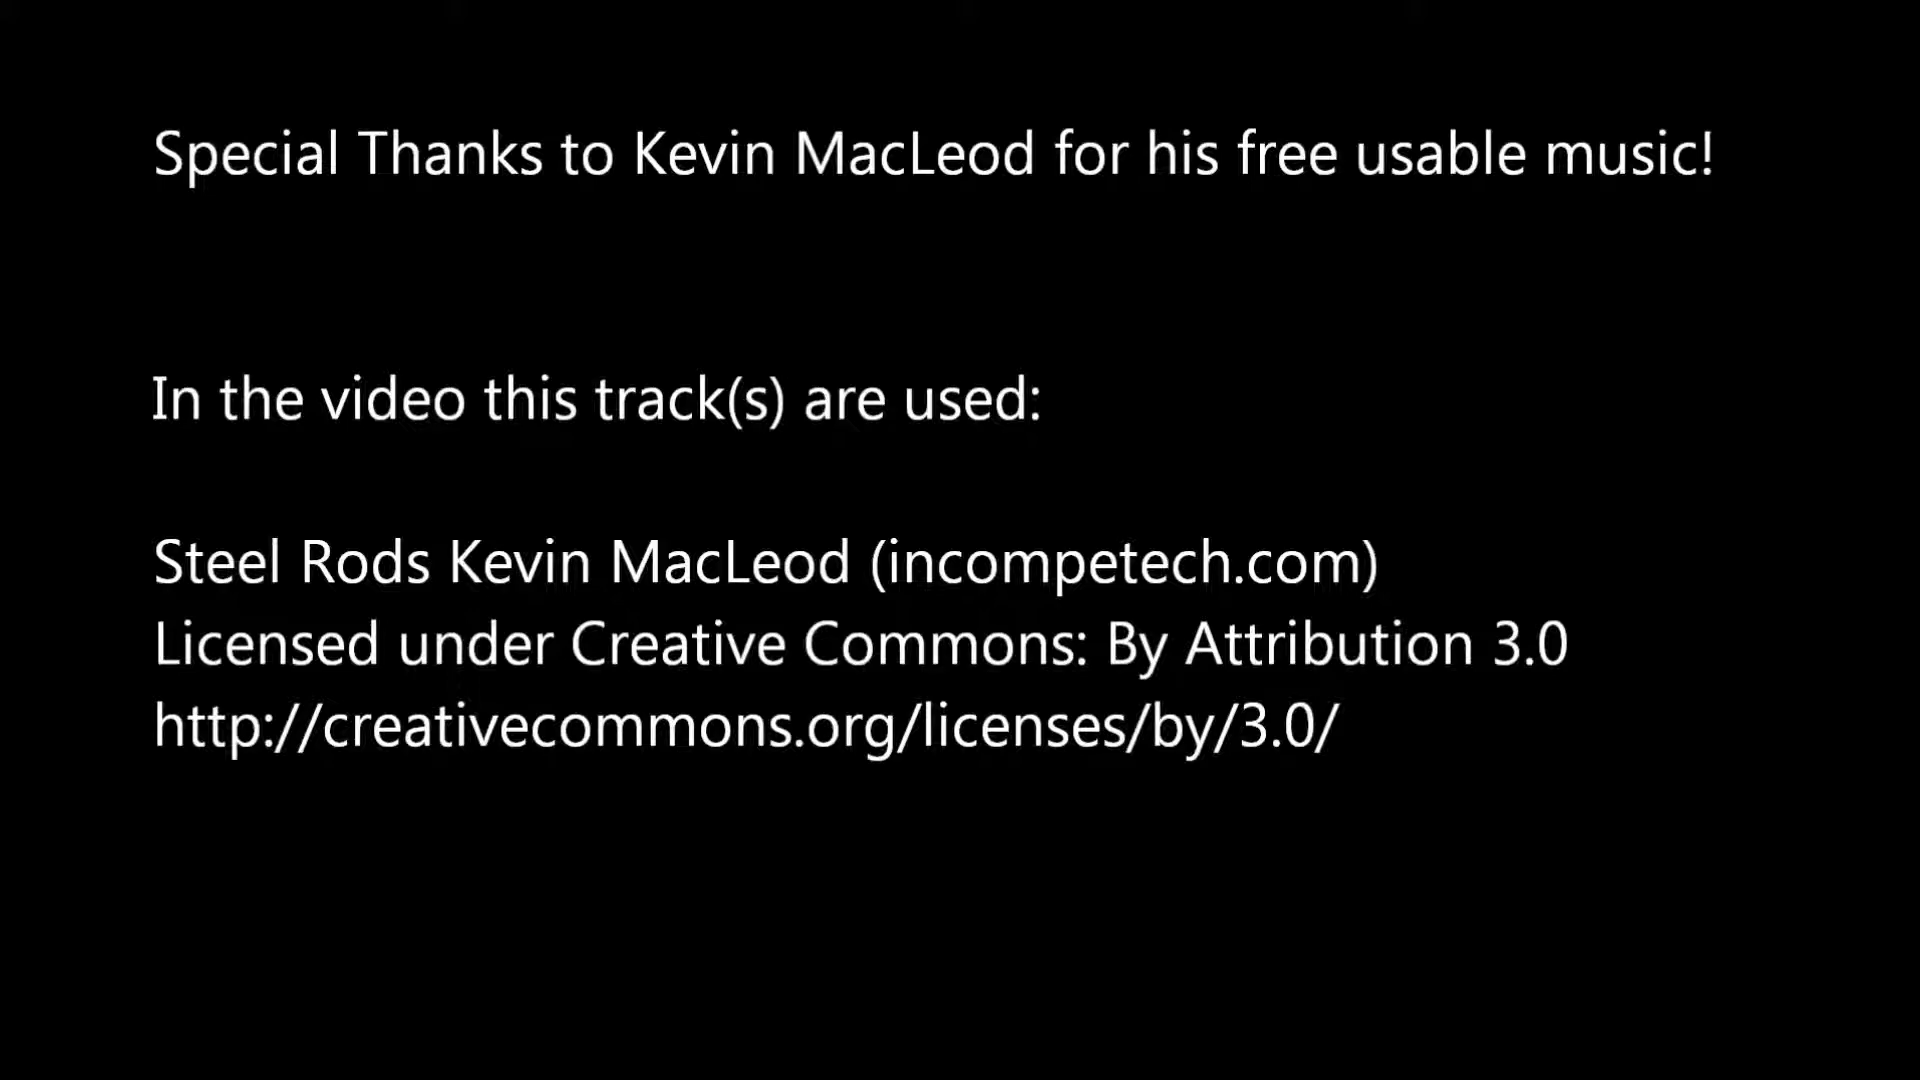 Special Thanks to Kevin MacLeod for his free usable music!
In the video this track(s) are used:
Steel Rods Kevin MacLeod (incompetech.com)
Licensed under Creative Commons: By Attribution 3.0
http://creativecommons.org/licenses/by/3.0/